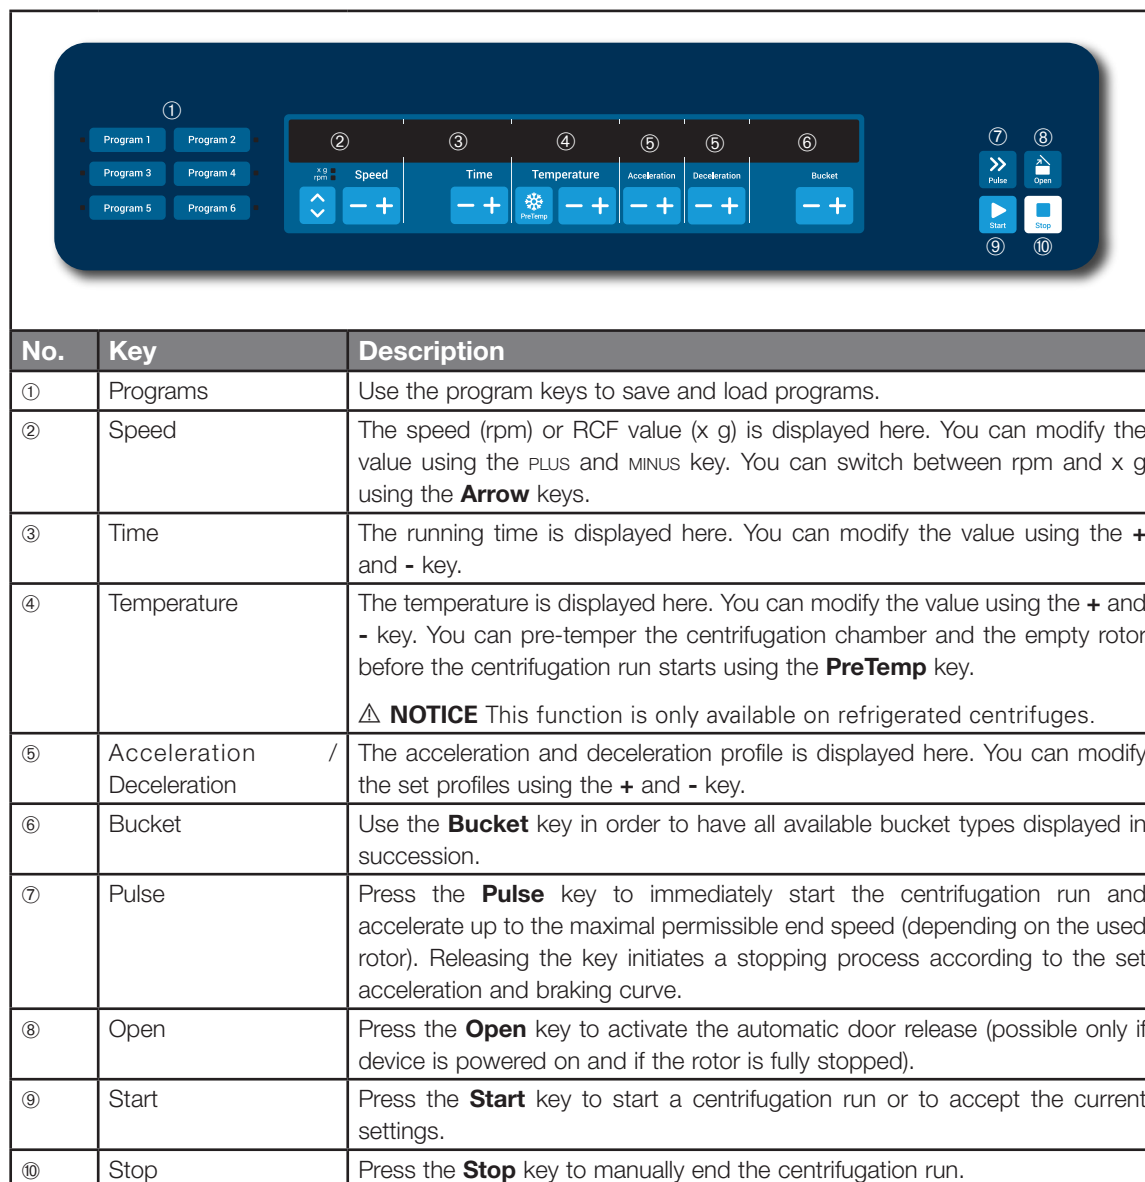 ①
Program 1 Program 2
Program 3 Program 4
Program 5 Program 6
② ③ ④ ⑤ ⑤ ⑥
x g
rpm
Speed Time Temperature Acceleration Deceleration Bucket
− + − + PreTemp − + − + − + − +
⑦ ⑧
Pulse Open
Start Stop
⑨ ⑩
No. Key Description
① Programs Use the program keys to save and load programs.
② Speed The speed (rpm) or RCF value (x g) is displayed here. You can modify the
value using the PLUS and MINUS key. You can switch between rpm and x g
using the Arrow keys.
③ Time The running time is displayed here. You can modify the value using the +
and - key.
④ Temperature The temperature is displayed here. You can modify the value using the + and
- key. You can pre-temper the centrifugation chamber and the empty rotor
before the centrifugation run starts using the PreTemp key.
⚠ NOTICE This function is only available on refrigerated centrifuges.
⑤ Acceleration / The acceleration and deceleration profile is displayed here. You can modify
Deceleration the set profiles using the + and - key.
⑥ Bucket Use the Bucket key in order to have all available bucket types displayed in
succession.
⑦ Pulse Press the Pulse key to immediately start the centrifugation run and
accelerate up to the maximal permissible end speed (depending on the used
rotor). Releasing the key initiates a stopping process according to the set
acceleration and braking curve.
⑧ Open Press the Open key to activate the automatic door release (possible only if
device is powered on and if the rotor is fully stopped).
⑨ Start Press the Start key to start a centrifugation run or to accept the current
settings.
⑩ Stop Press the Stop key to manually end the centrifugation run.